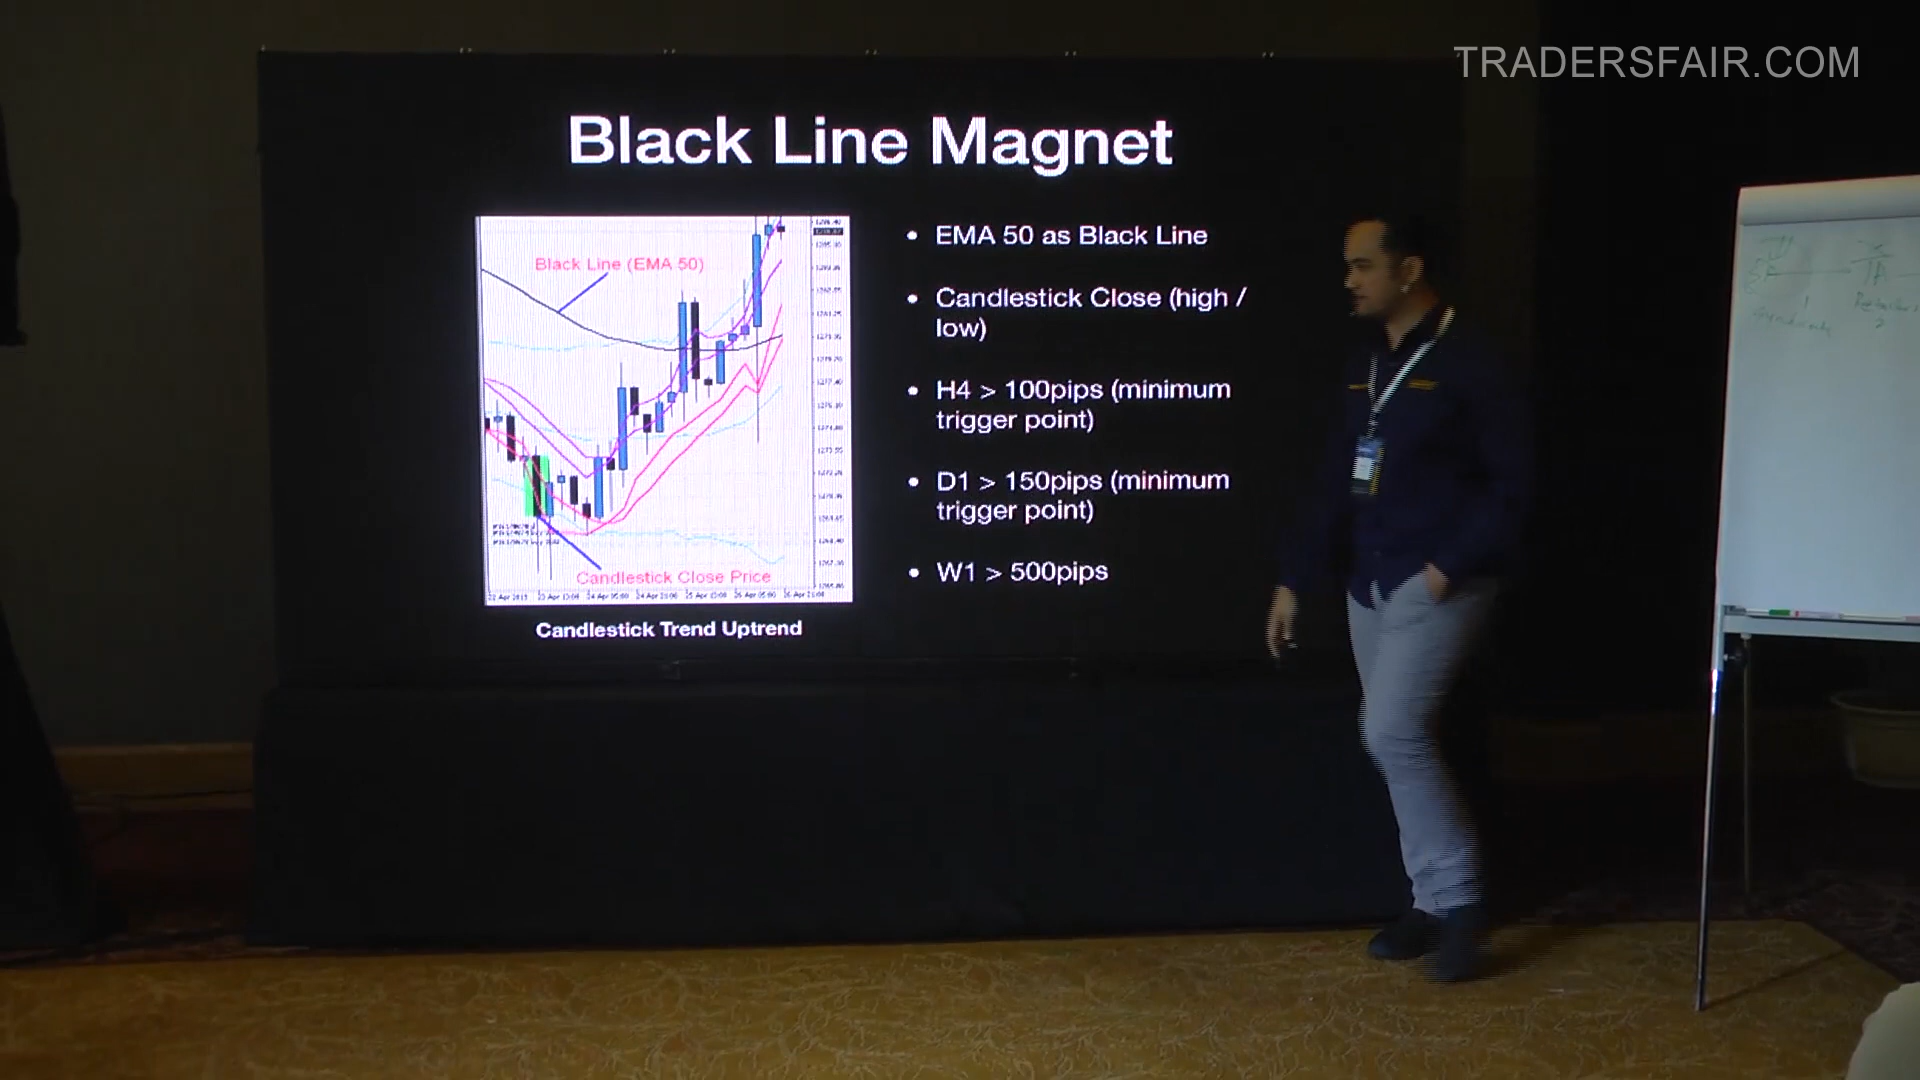 TRADERSFAIR.COM
Black Line Magnet
Black Line (EMA 50)
Candlestick Close Price
Candlestick Trend Uptrend
• EMA 50 as Black Line
• Candlestick Close (high /
low)
• H4 > 100pips (minimum
trigger point)
• D1 > 150pips (minimum
trigger point)
• W1 > 500pips